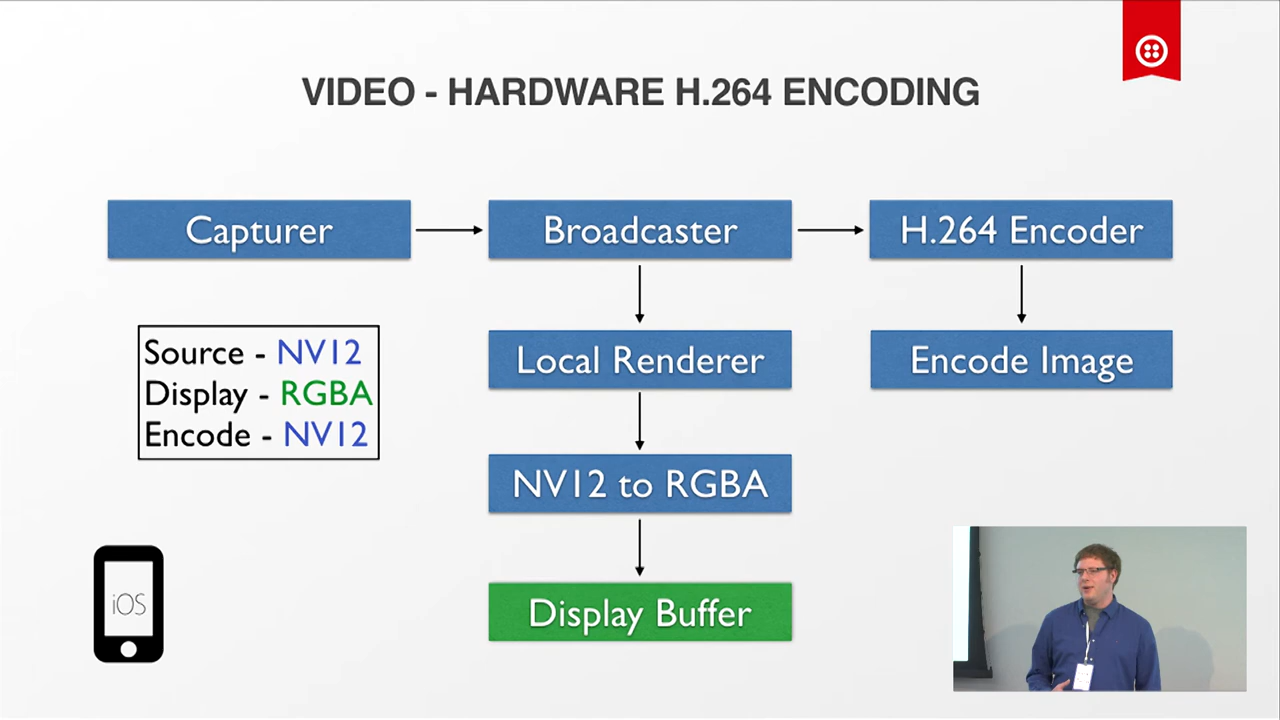 VIDEO - HARDWARE H.264 ENCODING
Capturer
Broadcaster
H.264 Encoder
Source - NV12
Display - RGBA
Encode - NV12
Local Renderer
Encode Image
NV12 to RGBA
Display Buffer
iOS